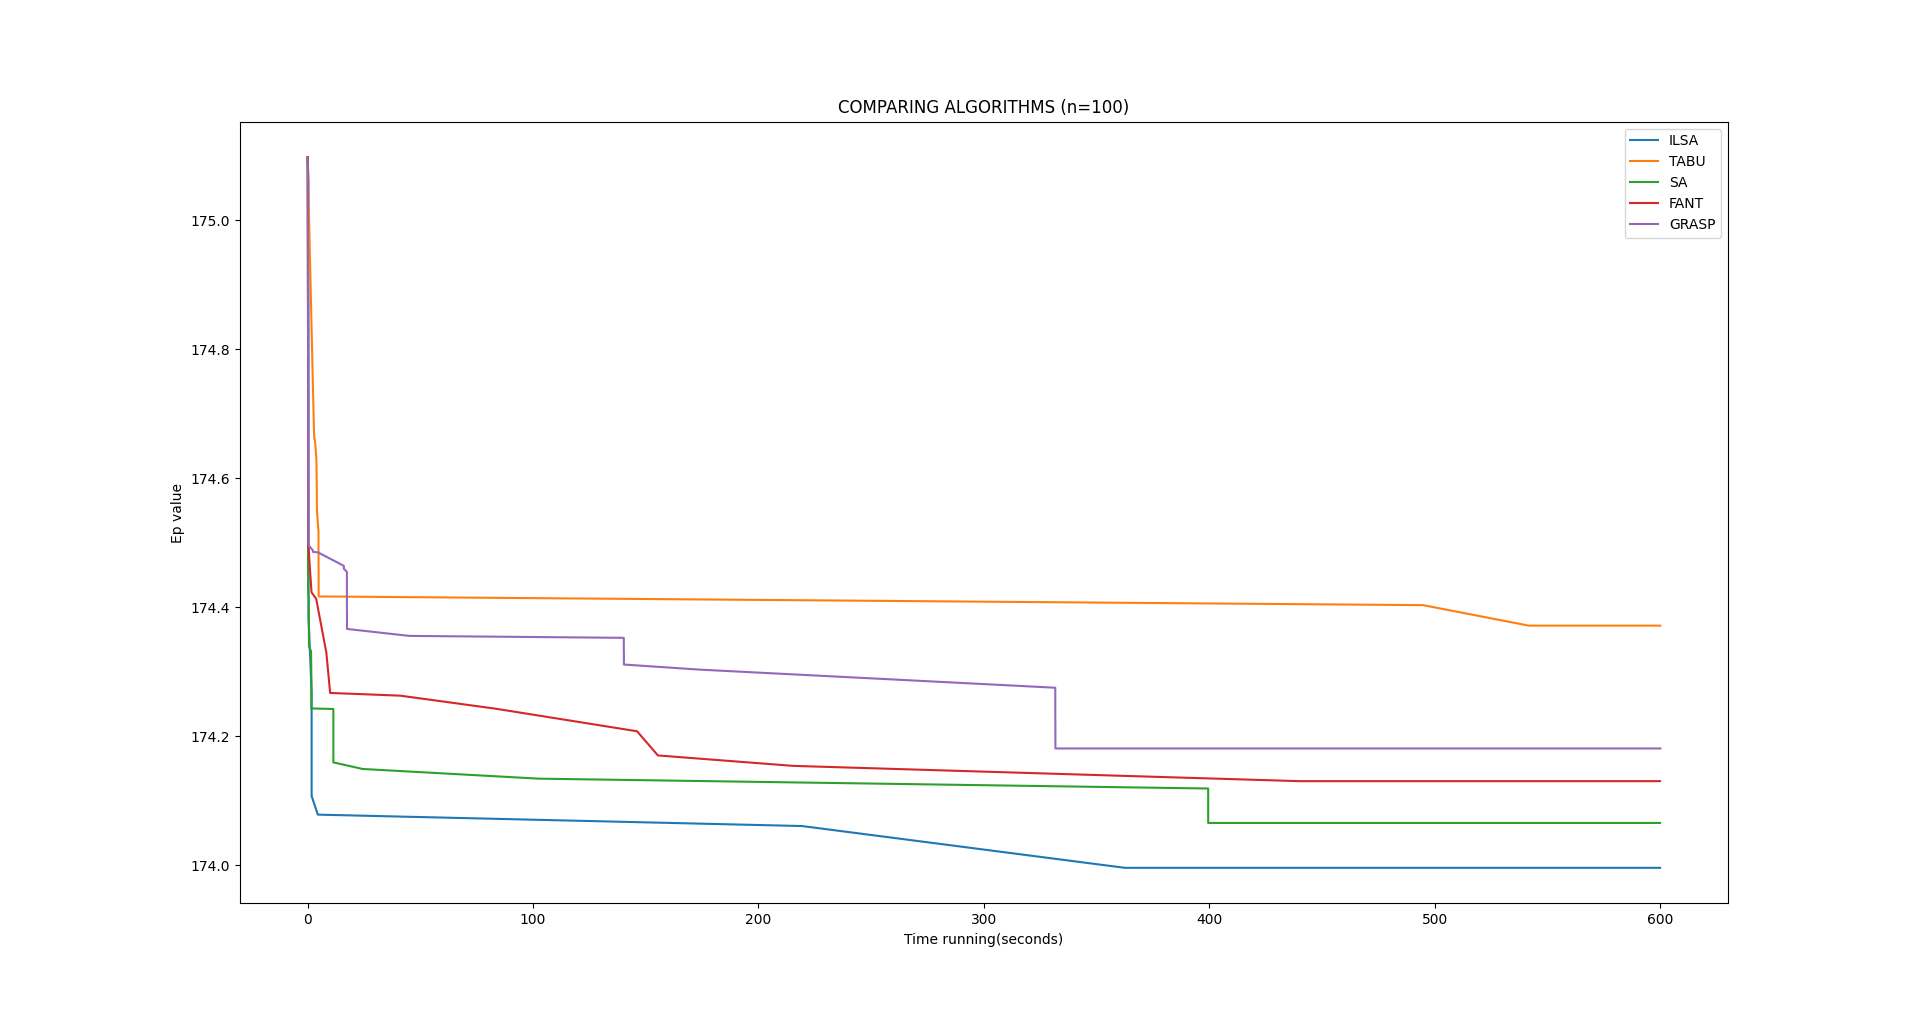 COMPARING ALGORITHMS (n=100)
ILSA
TABU
SA
FANT
GRASP
175.0
174.8
174.6
174.4
174.2
174.0
Ep value
0 100 200 300 400 500 600
Time running(seconds)